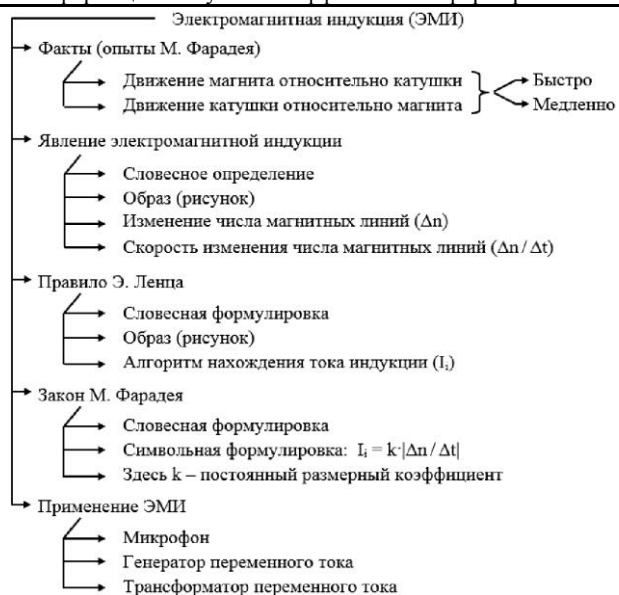 Электромагнитная индукция (ЭМИ)
Факты (опыты М. Фарадея)
Движение магнита относительно катушки
Быстро
Движение катушки относительно магнита
Медленно
Явление электромагнитной индукции
Словесное определение
Образ (рисунок)
Изменение числа магнитных линий (Δn)
Скорость изменения числа магнитных линий (Δn / Δt)
Правило Э. Ленца
Словесная формулировка
Образ (рисунок)
Алгоритм нахождения тока индукции (Iᵢ)
Закон М. Фарадея
Словесная формулировка
Символьная формулировка: Iᵢ = k·|Δn / Δt|
Здесь k – постоянный размерный коэффициент
Применение ЭМИ
Микрофон
Генератор переменного тока
Трансформатор переменного тока